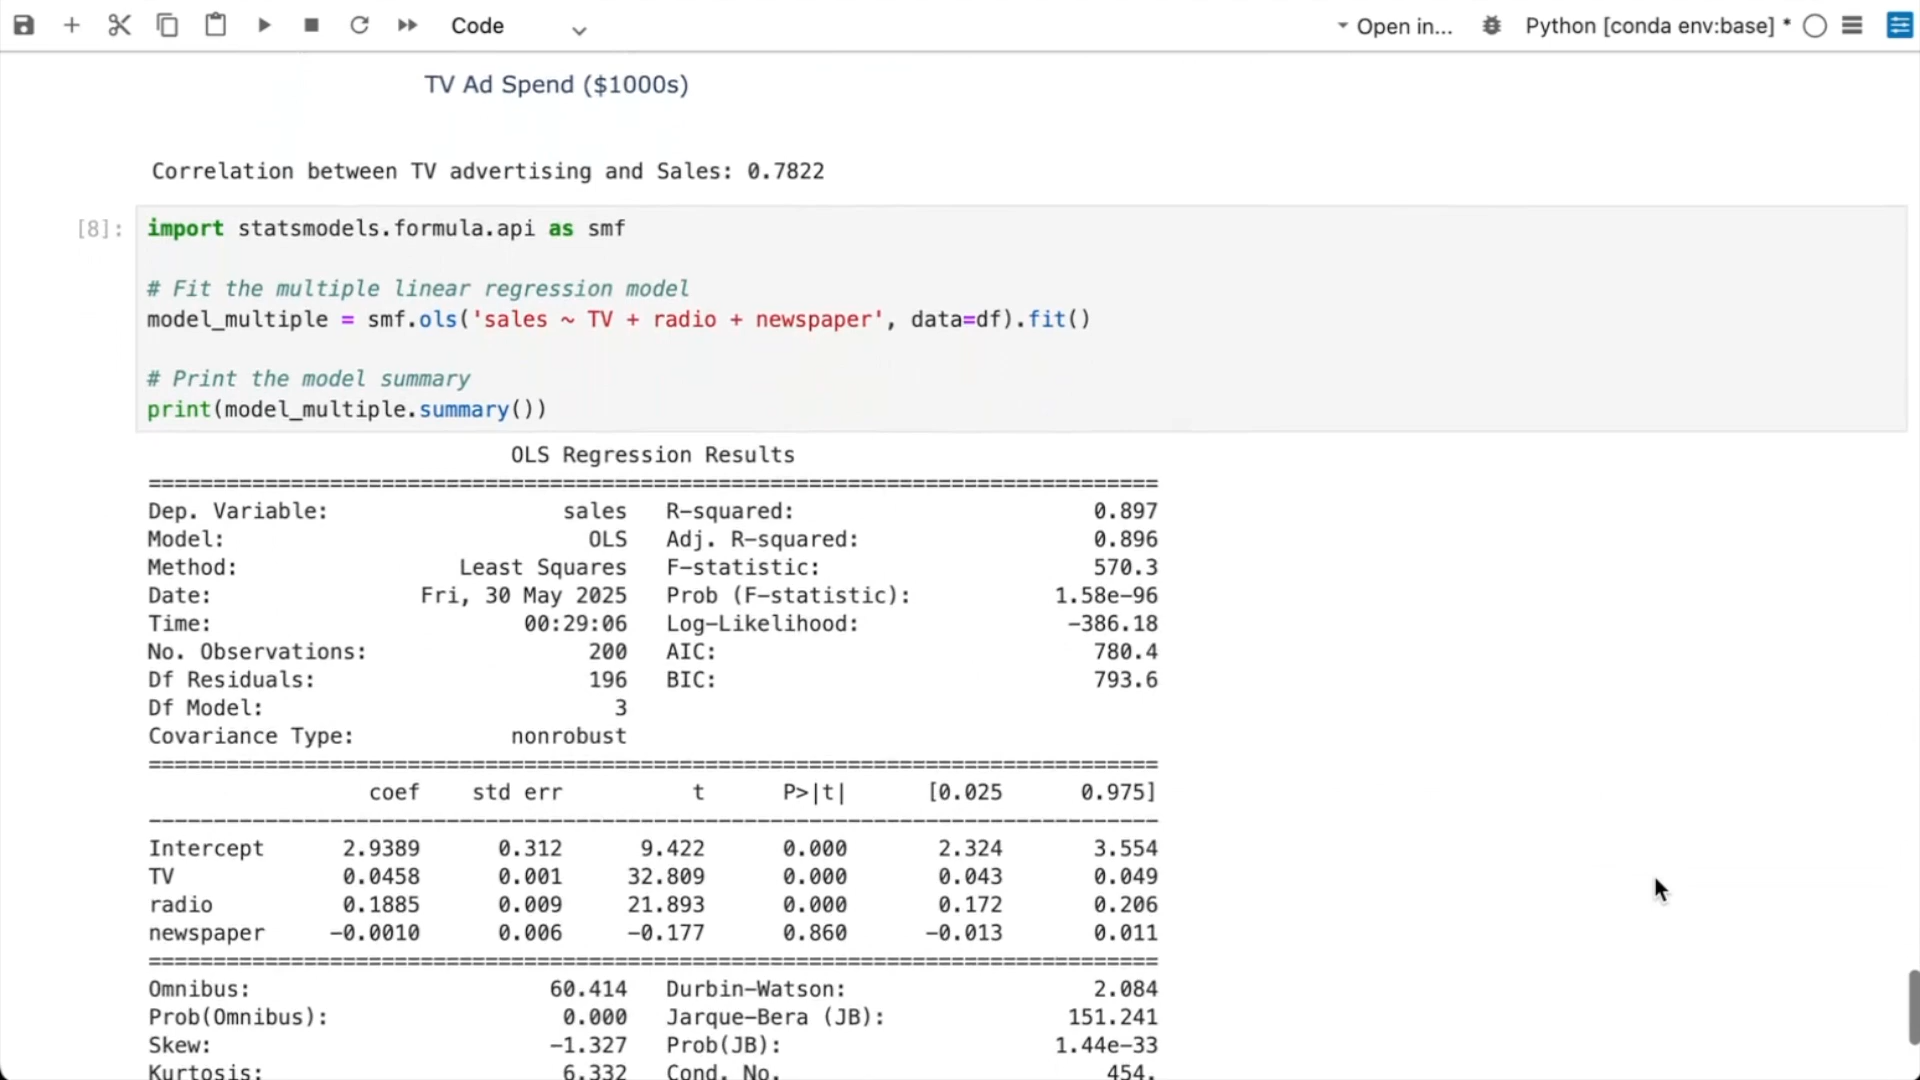 Code
Open in...
Python [conda env:base] *
TV Ad Spend ($1000s)
Correlation between TV advertising and Sales: 0.7822
[8]:
import statsmodels.formula.api as smf
# Fit the multiple linear regression model
model_multiple = smf.ols('sales ~ TV + radio + newspaper', data=df).fit()
# Print the model summary
print(model_multiple.summary())
OLS Regression Results
==============================================================================
Dep. Variable: sales R-squared: 0.897
Model: OLS Adj. R-squared: 0.896
Method: Least Squares F-statistic: 570.3
Date: Fri, 30 May 2025 Prob (F-statistic): 1.58e-96
Time: 00:29:06 Log-Likelihood: -386.18
No. Observations: 200 AIC: 780.4
Df Residuals: 196 BIC: 793.6
Df Model: 3
Covariance Type: nonrobust
==============================================================================
coef std err t P>|t| [0.025 0.975]
------------------------------------------------------------------------------
Intercept 2.9389 0.312 9.422 0.000 2.324 3.554
TV 0.0458 0.001 32.809 0.000 0.043 0.049
radio 0.1885 0.009 21.893 0.000 0.172 0.206
newspaper -0.0010 0.006 -0.177 0.860 -0.013 0.011
==============================================================================
Omnibus: 60.414 Durbin-Watson: 2.084
Prob(Omnibus): 0.000 Jarque-Bera (JB): 151.241
Skew: -1.327 Prob(JB): 1.44e-33
Kurtosis: 6.332 Cond. No. 454.